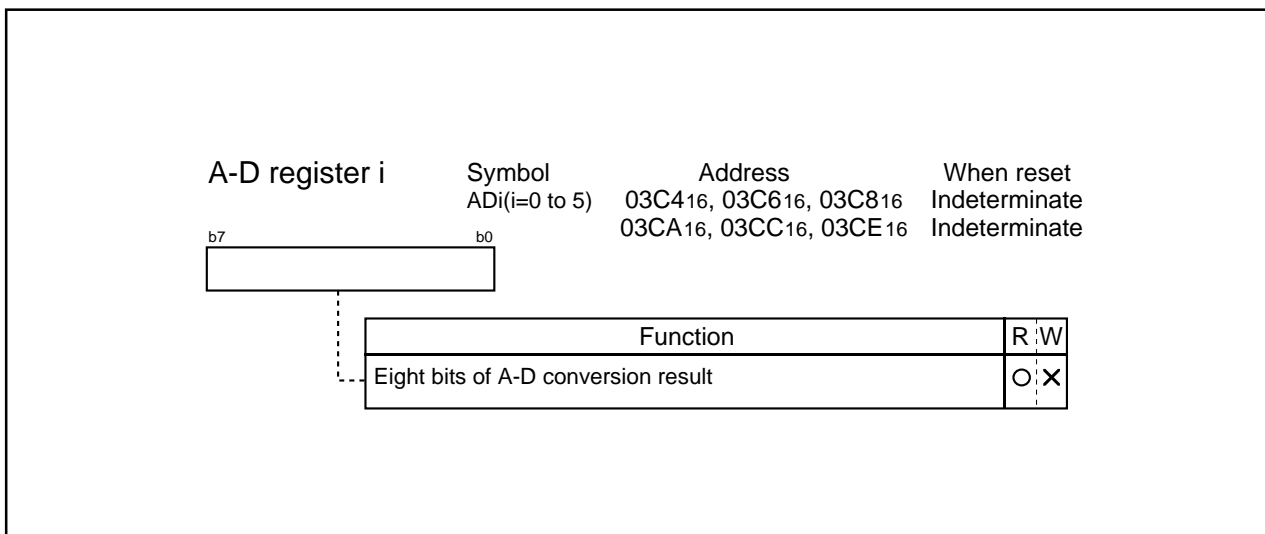 A-D register i Symbol Address When reset
ADi(i=0 to 5) 03C416, 03C616, 03C816 Indeterminate
03CA16, 03CC16, 03CE16 Indeterminate
b7 b0
Function R W
Eight bits of A-D conversion result O X